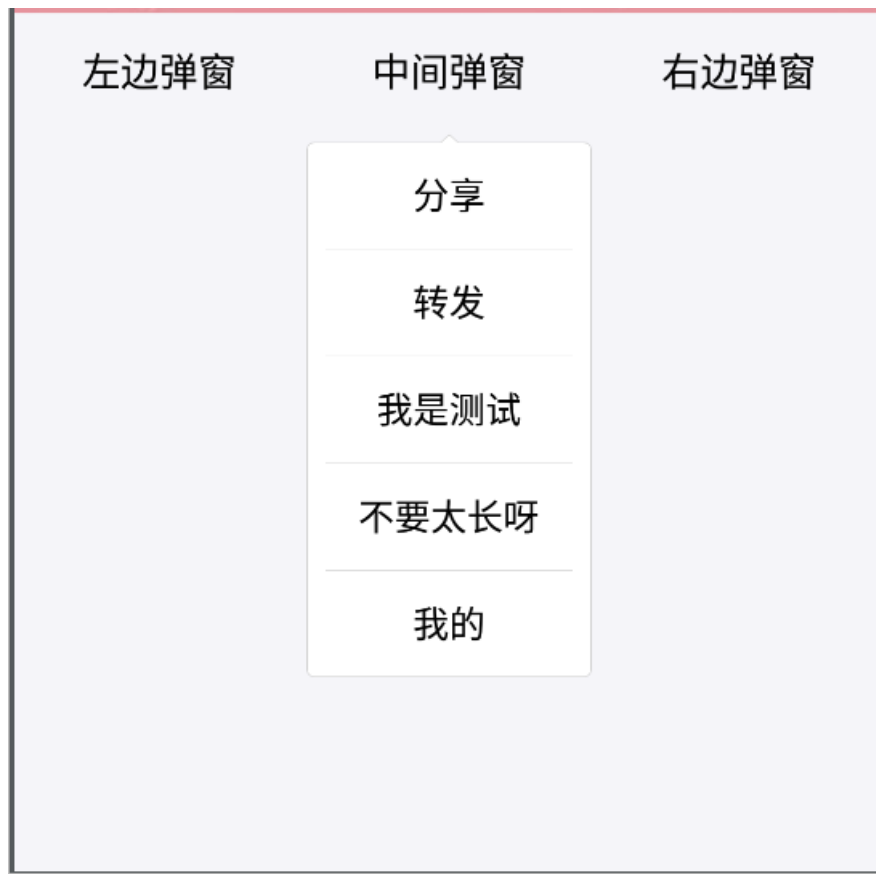 左边弹窗 中间弹窗 右边弹窗
分享
转发
我是测试
不要太长呀
我的